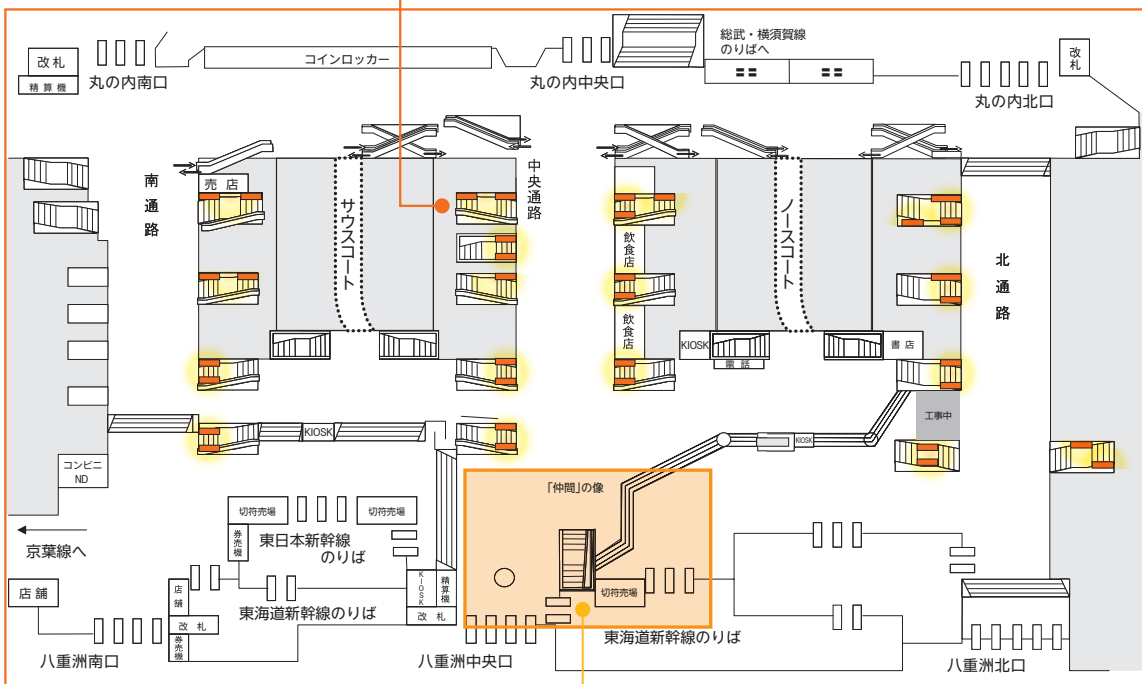 総武・横須賀線
のりばへ
改札
コインロッカー
改札
精算機
丸の内南口
丸の内中央口
丸の内北口
南通路
売店
サウスコート
中央通路
飲食店
ノースコート
北通路
飲食店
KIOSK
電話
書店
工事中
KIOSK
KIOSK
コンビニ
ND
「仲間」の像
切符売場
切符売場
券売機
東日本新幹線
のりば
京葉線へ
店舗
店舗
東海道新幹線のりば
KIOSK
精算機
切符売場
改札
改札
券売機
東海道新幹線のりば
八重洲南口
八重洲中央口
八重洲北口